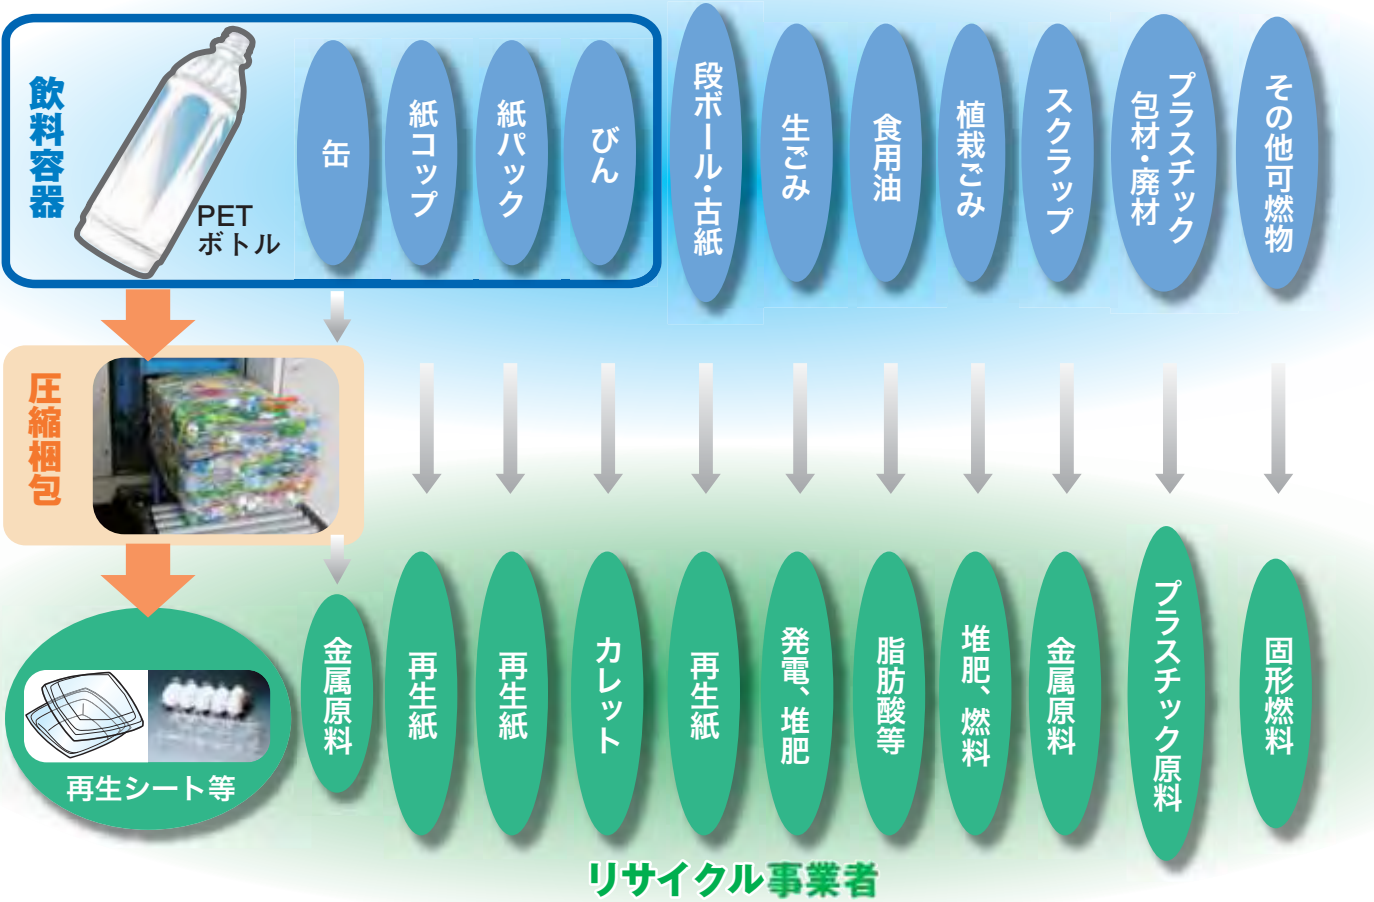 飲料容器
PET
ボトル
缶
紙コップ
紙パック
びん
段ボール・古紙
生ごみ
食用油
植栽ごみ
スクラップ
プラスチック
包材・廃材
その他可燃物
圧縮梱包
再生シート等
金属原料
再生紙
再生紙
カレット
再生紙
発電、堆肥
脂肪酸等
堆肥、燃料
金属原料
プラスチック原料
固形燃料
リサイクル事業者